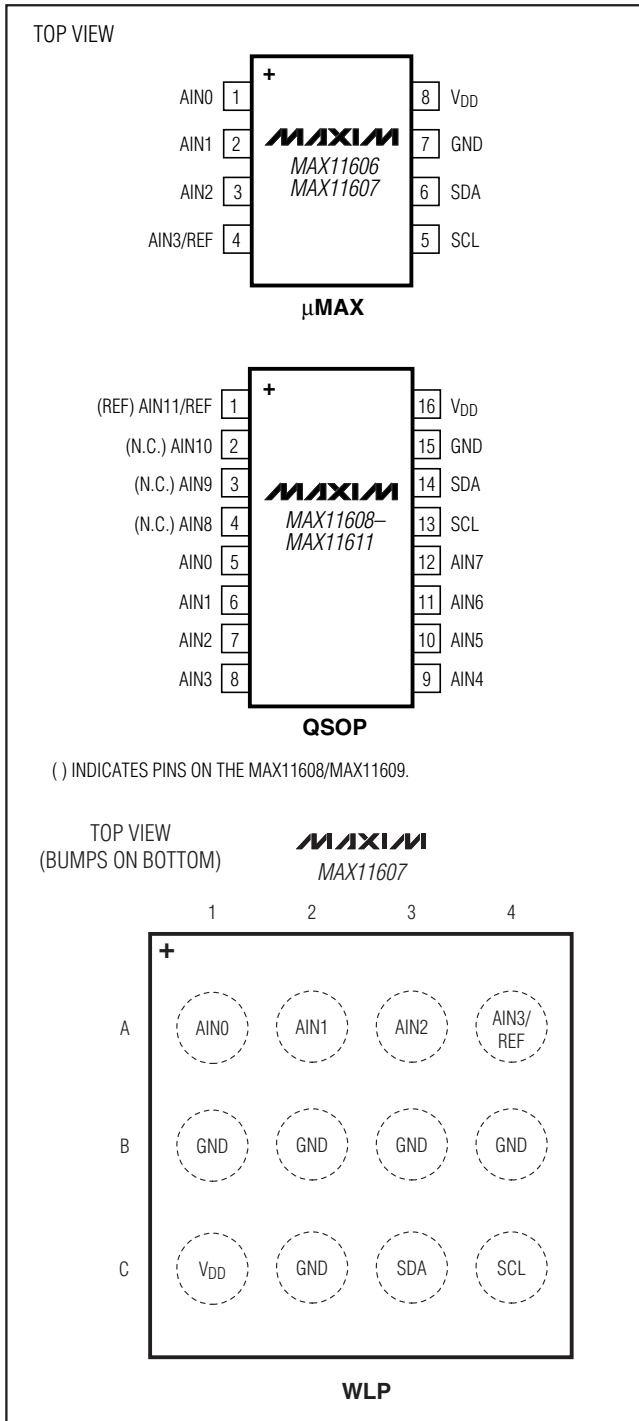 TOP VIEW
+
AIN0 1 8 VDD
AIN1 2 MAXIM 7 GND
MAX11606
AIN2 3 MAX11607 6 SDA
AIN3/REF 4 5 SCL
μMAX
+
(REF) AIN11/REF 1 16 VDD
(N.C.) AIN10 2 15 GND
(N.C.) AIN9 3 MAXIM 14 SDA
(N.C.) AIN8 4 MAX11608– 13 SCL
MAX11611
AIN0 5 12 AIN7
AIN1 6 11 AIN6
AIN2 7 10 AIN5
AIN3 8 9 AIN4
QSOP
( ) INDICATES PINS ON THE MAX11608/MAX11609.
TOP VIEW
(BUMPS ON BOTTOM)
MAXIM
MAX11607
1 2 3 4
+
A AIN0 AIN1 AIN2 AIN3/
REF
B GND GND GND GND
C VDD GND SDA SCL
WLP